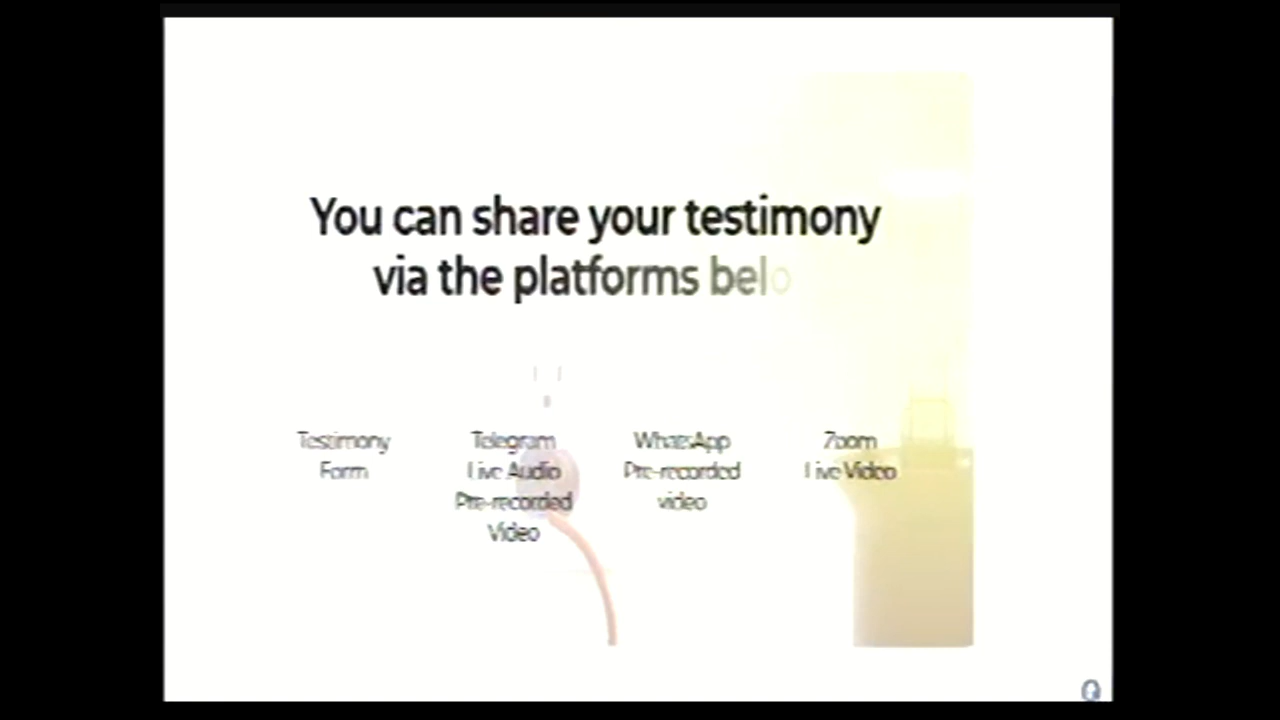 You can share your testimony
via the platforms belo
Testimony
Form
Telegram
Live Audio
Pre-recorded
Video
WhatsApp
Pre-recorded
video
Zoom
Live Video